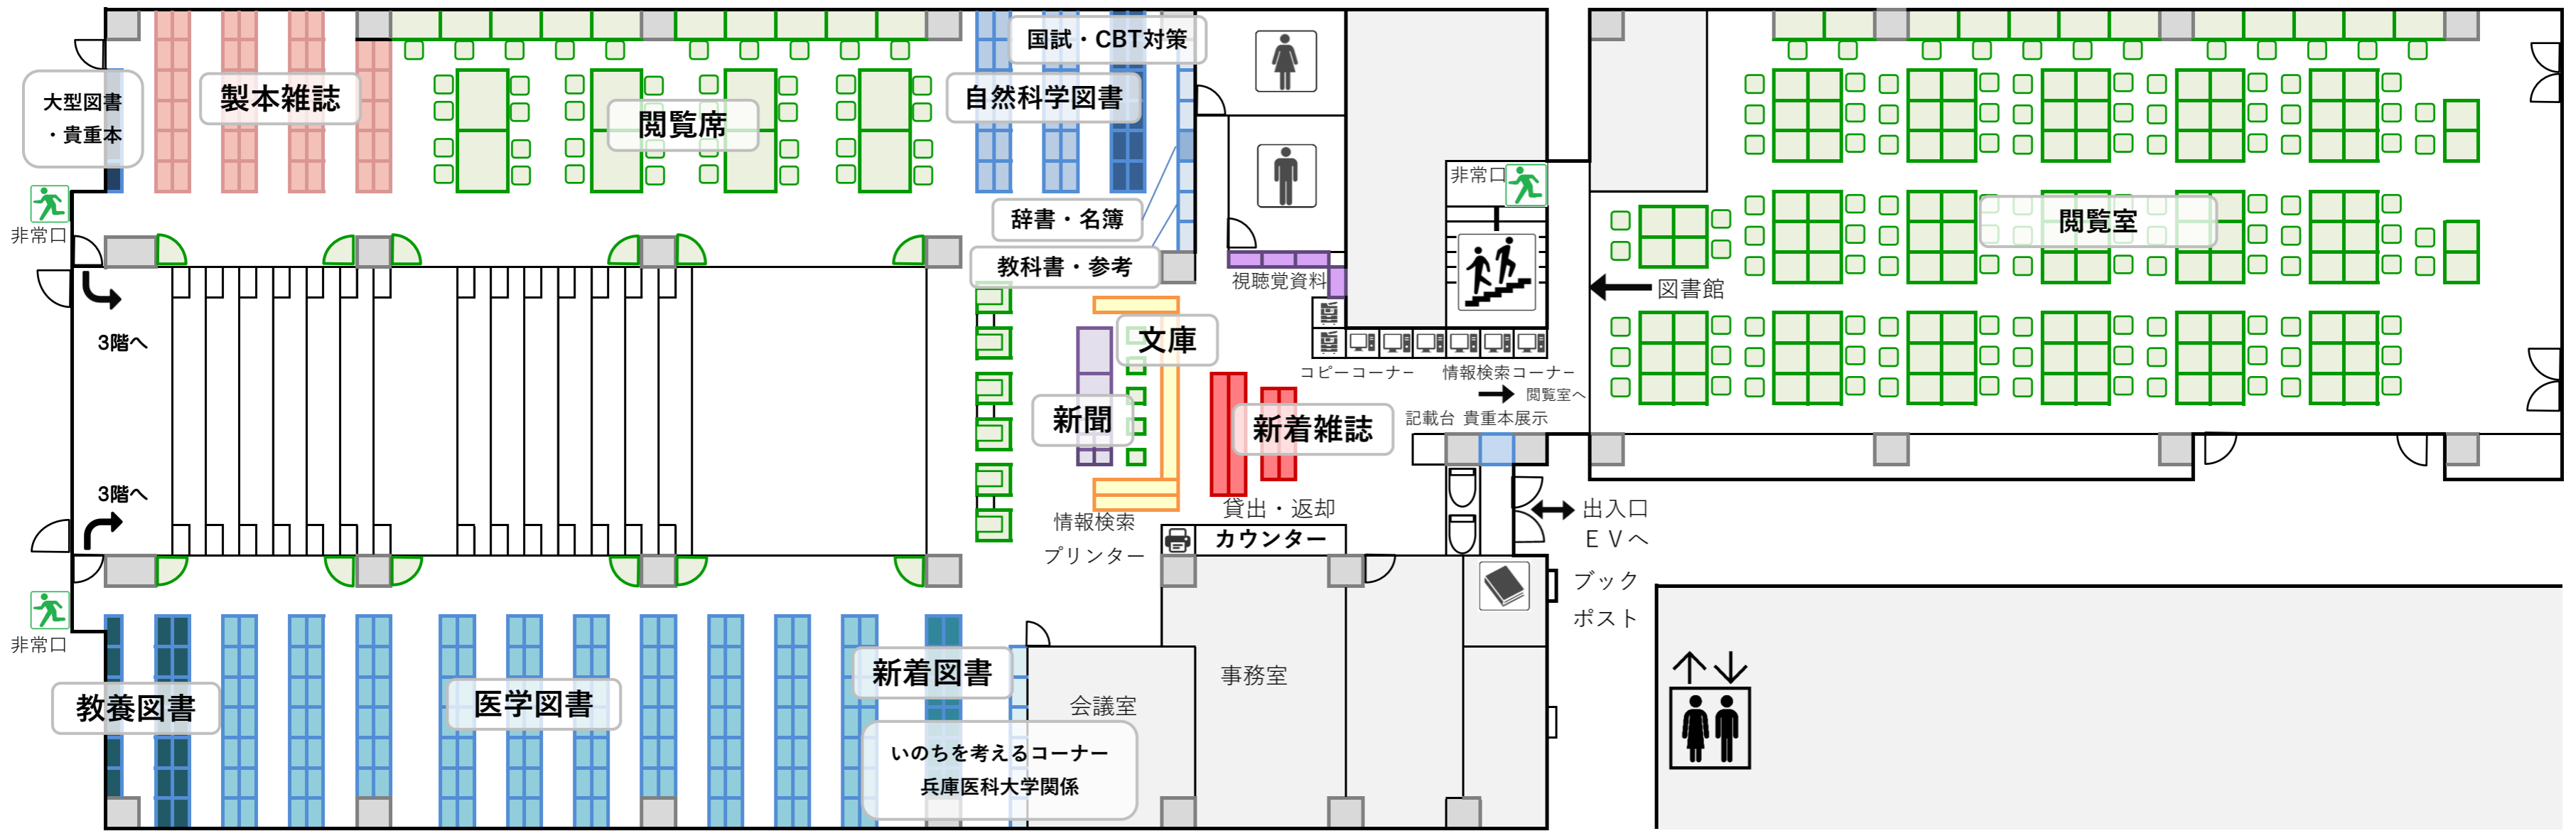 国試・CBT対策
大型図書
・貴重本
製本雑誌
閲覧席
自然科学図書
非常口
辞書・名簿
教科書・参考
視聴覚資料
閲覧室
図書館
非常口
3階へ
文庫
コピーコーナー
情報検索コーナー
閲覧室へ
新聞
新着雑誌
記載台
貴重本展示
3階へ
貸出・返却
情報検索
プリンター
カウンター
出入口
EVへ
ブック
ポスト
非常口
教養図書
医学図書
新着図書
会議室
事務室
いのちを考えるコーナー
兵庫医科大学関係